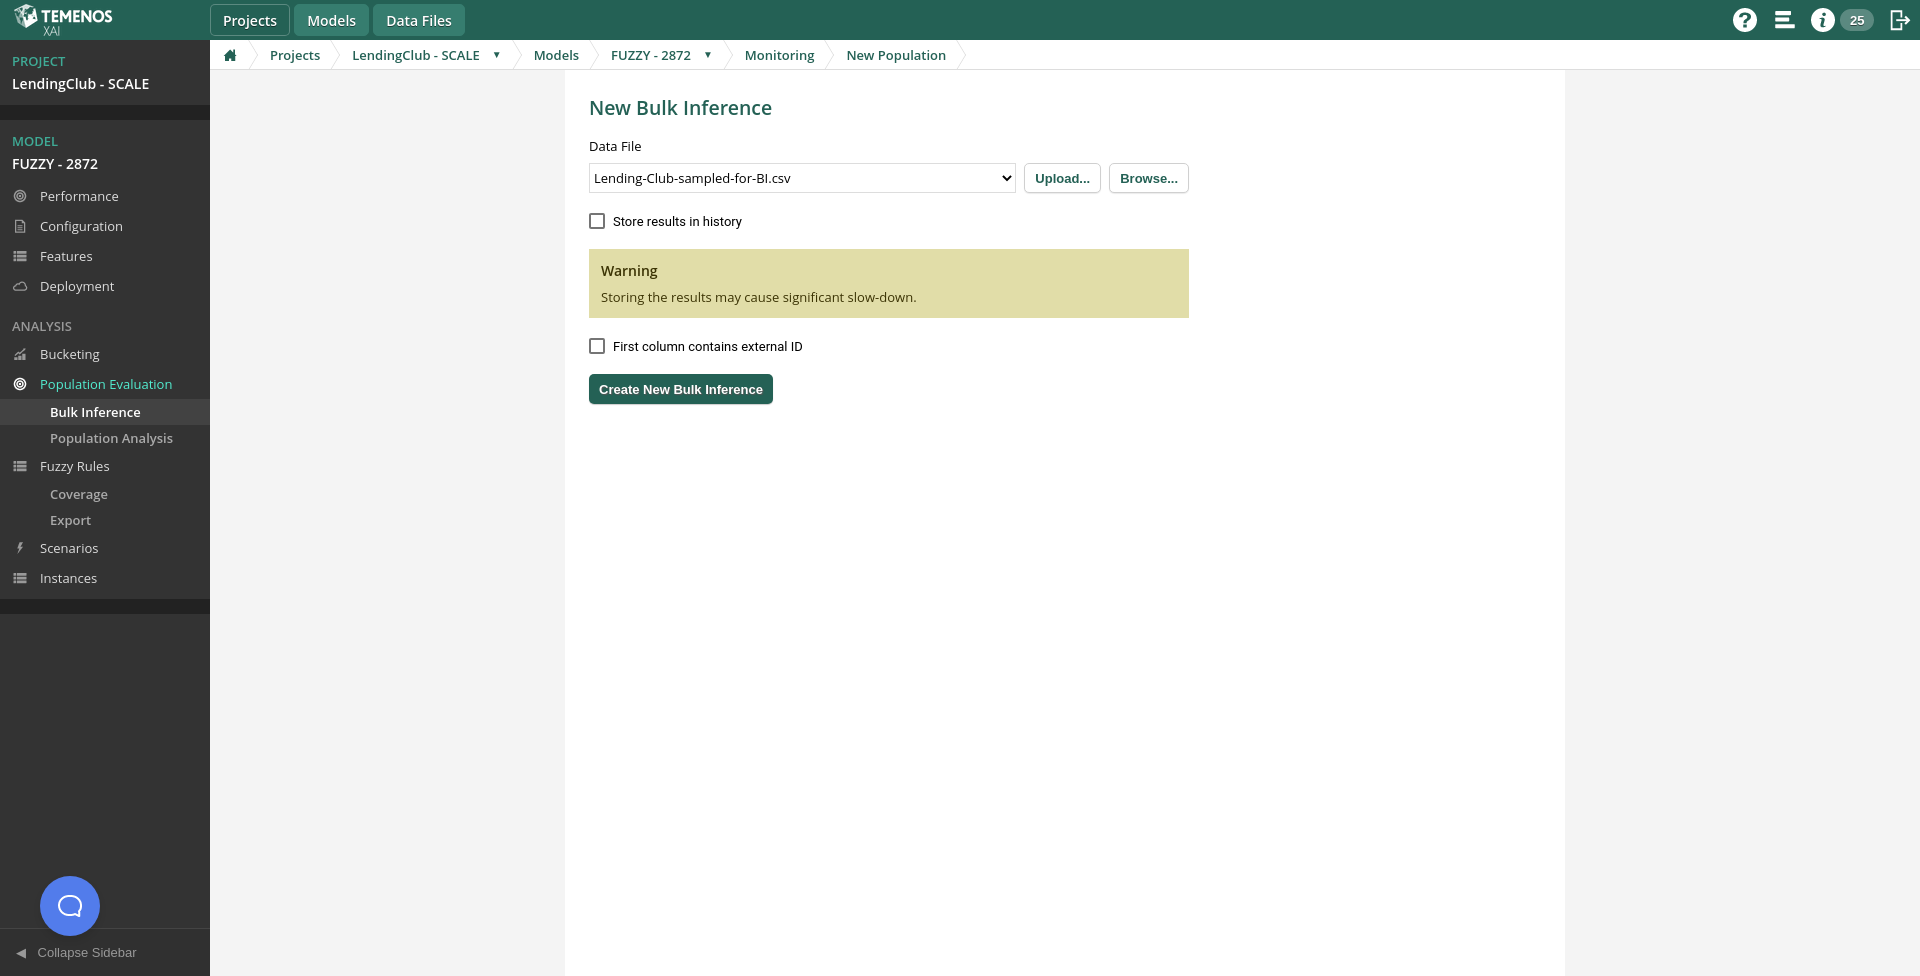 TEMENOS
XAI
Projects
Models
Data Files
25
Projects
LendingClub - SCALE
Models
FUZZY - 2872
Monitoring
New Population
PROJECT
LendingClub - SCALE
MODEL
FUZZY - 2872
Performance
Configuration
Features
Deployment
ANALYSIS
Bucketing
Population Evaluation
Bulk Inference
Population Analysis
Fuzzy Rules
Coverage
Export
Scenarios
Instances
Collapse Sidebar
New Bulk Inference
Data File
Lending-Club-sampled-for-BI.csv
Upload...
Browse...
Store results in history
Warning
Storing the results may cause significant slow-down.
First column contains external ID
Create New Bulk Inference